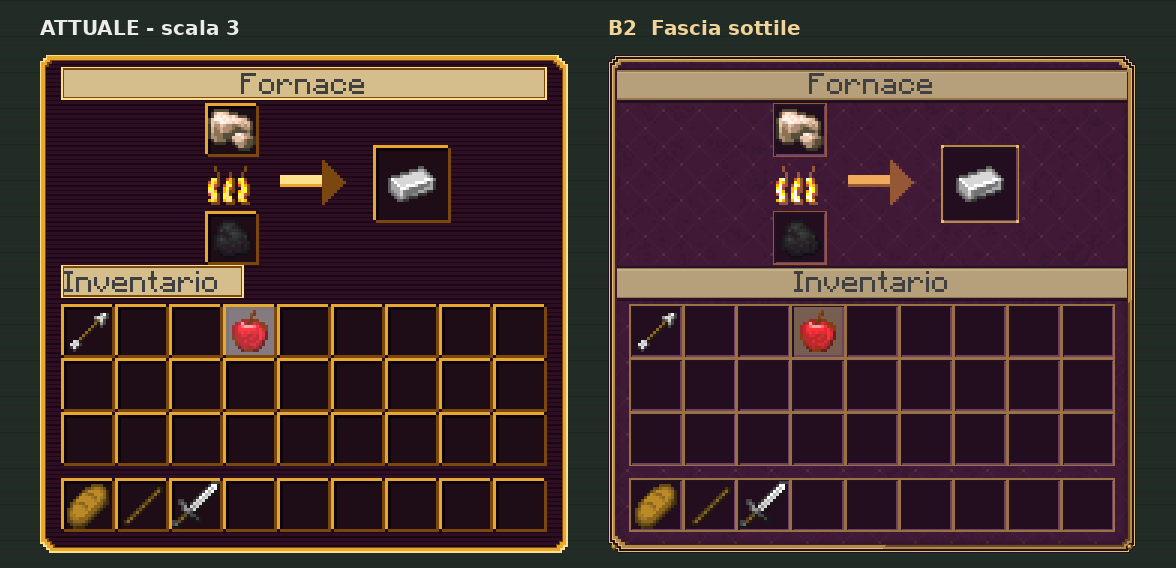 ATTUALE - scala 3
Fornace
Inventario
B2 Fascia sottile
Fornace
Inventario